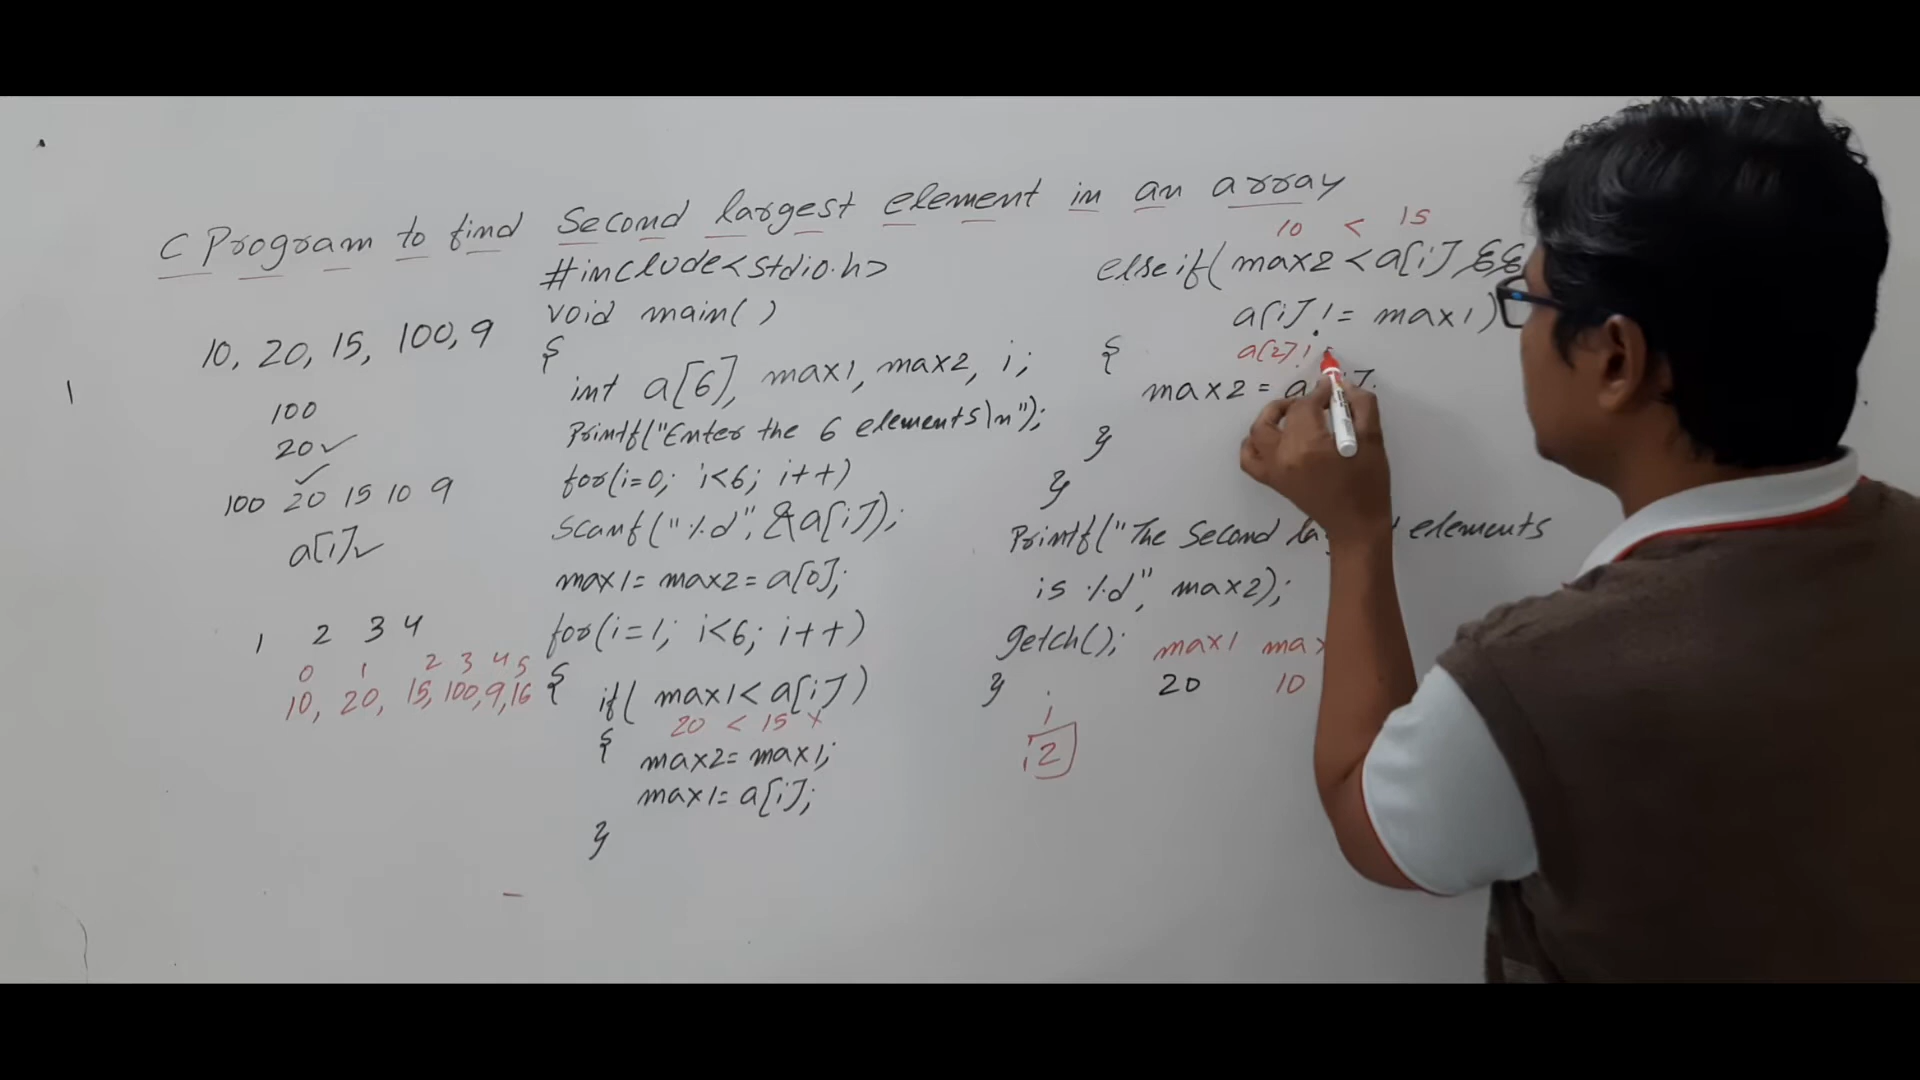 C Program to find Second largest element in an array
10, 20, 15, 100, 9
100
20 ✓
100 20 15 10 9
a[i] ✓
1
1 2 3 4
0 1 2 3 4 5
10, 20, 15, 100, 9, 16
#include<stdio.h>
void main( )
{
int a[6], max1, max2, i;
Printf("Enter the 6 elements\n");
for(i=0; i<6; i++)
Scanf("%d", &a[i]);
max1= max2= a[0];
for(i=1; i<6; i++)
{
if( max1< a[i])
20 < 15 x
{
max2= max1;
max1= a[i];
}
10 < 15
else if( max2 < a[i] &&
a[i] != max1)
a[2] !=
{
max2 =
}
}
Printf("The Second elements
is %d", max2);
getch();
}
max1
20 10
i
1
2